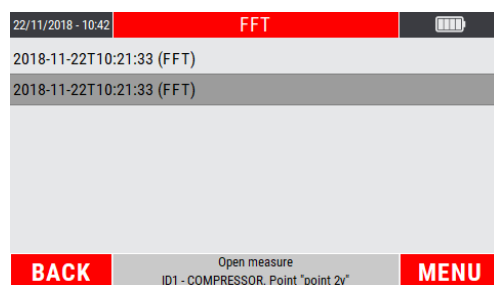 22/11/2018 - 10:42
FFT
2018-11-22T10:21:33 (FFT)
2018-11-22T10:21:33 (FFT)
BACK
Open measure
ID1 - COMPRESSOR, Point "point 2v"
MENU